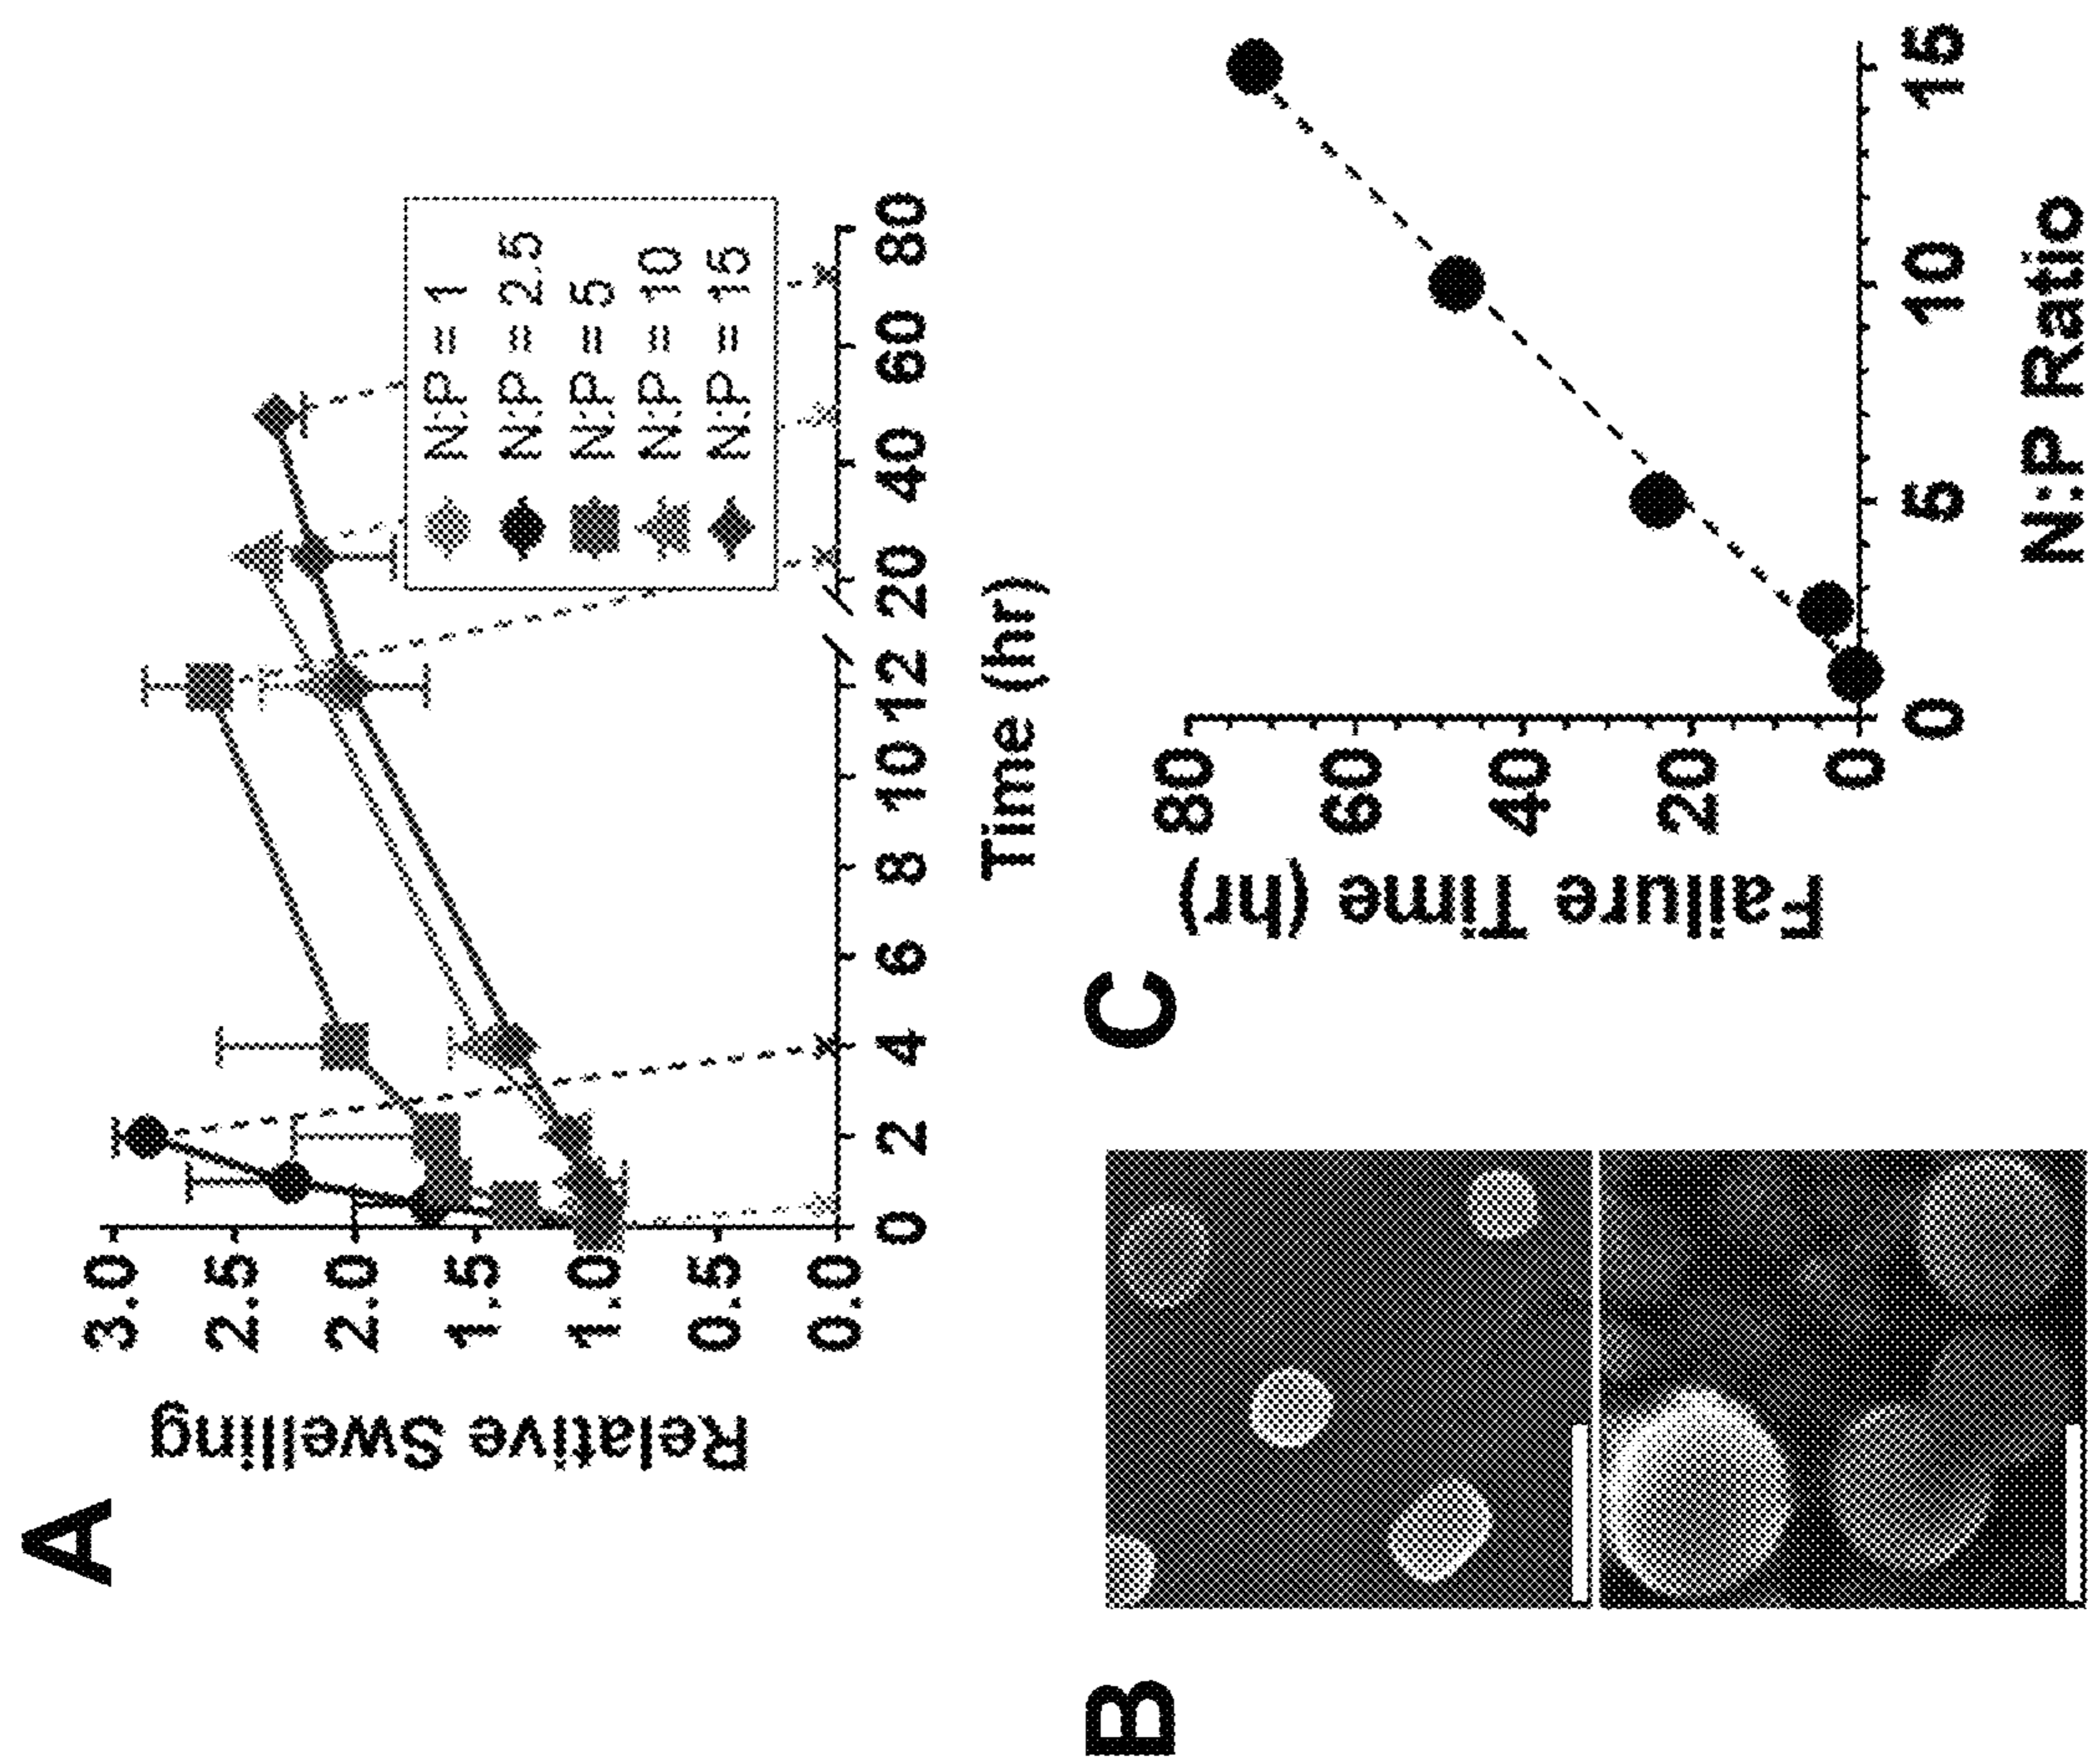 A
Relative Swelling
3.0
2.5
2.0
1.5
1.0
0.5
0.0
0 2 4 6 8 10 12 20 40 60 80
Time (hr)
N:P = 1
N:P = 2.5
N:P = 5
N:P = 10
N:P = 15
B
C
Failure Time (hr)
80
60
40
20
0
0 5 10 15
N:P Ratio